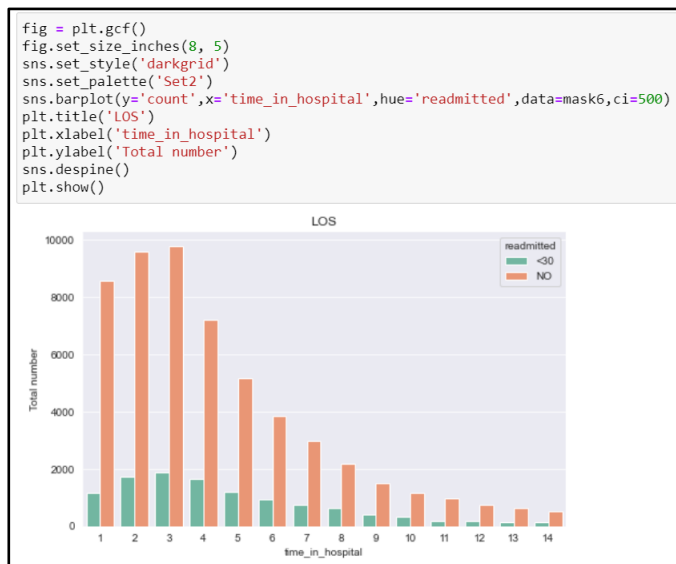 fig = plt.gcf()
fig.set_size_inches(8, 5)
sns.set_style('darkgrid')
sns.set_palette('Set2')
sns.barplot(y='count',x='time_in_hospital',hue='readmitted',data=mask6,ci=500)
plt.title('LOS')
plt.xlabel('time_in_hospital')
plt.ylabel('Total number')
sns.despine()
plt.show()
LOS
readmitted
<30
NO
10000
8000
6000
4000
2000
0
Total number
1 2 3 4 5 6 7 8 9 10 11 12 13 14
time_in_hospital